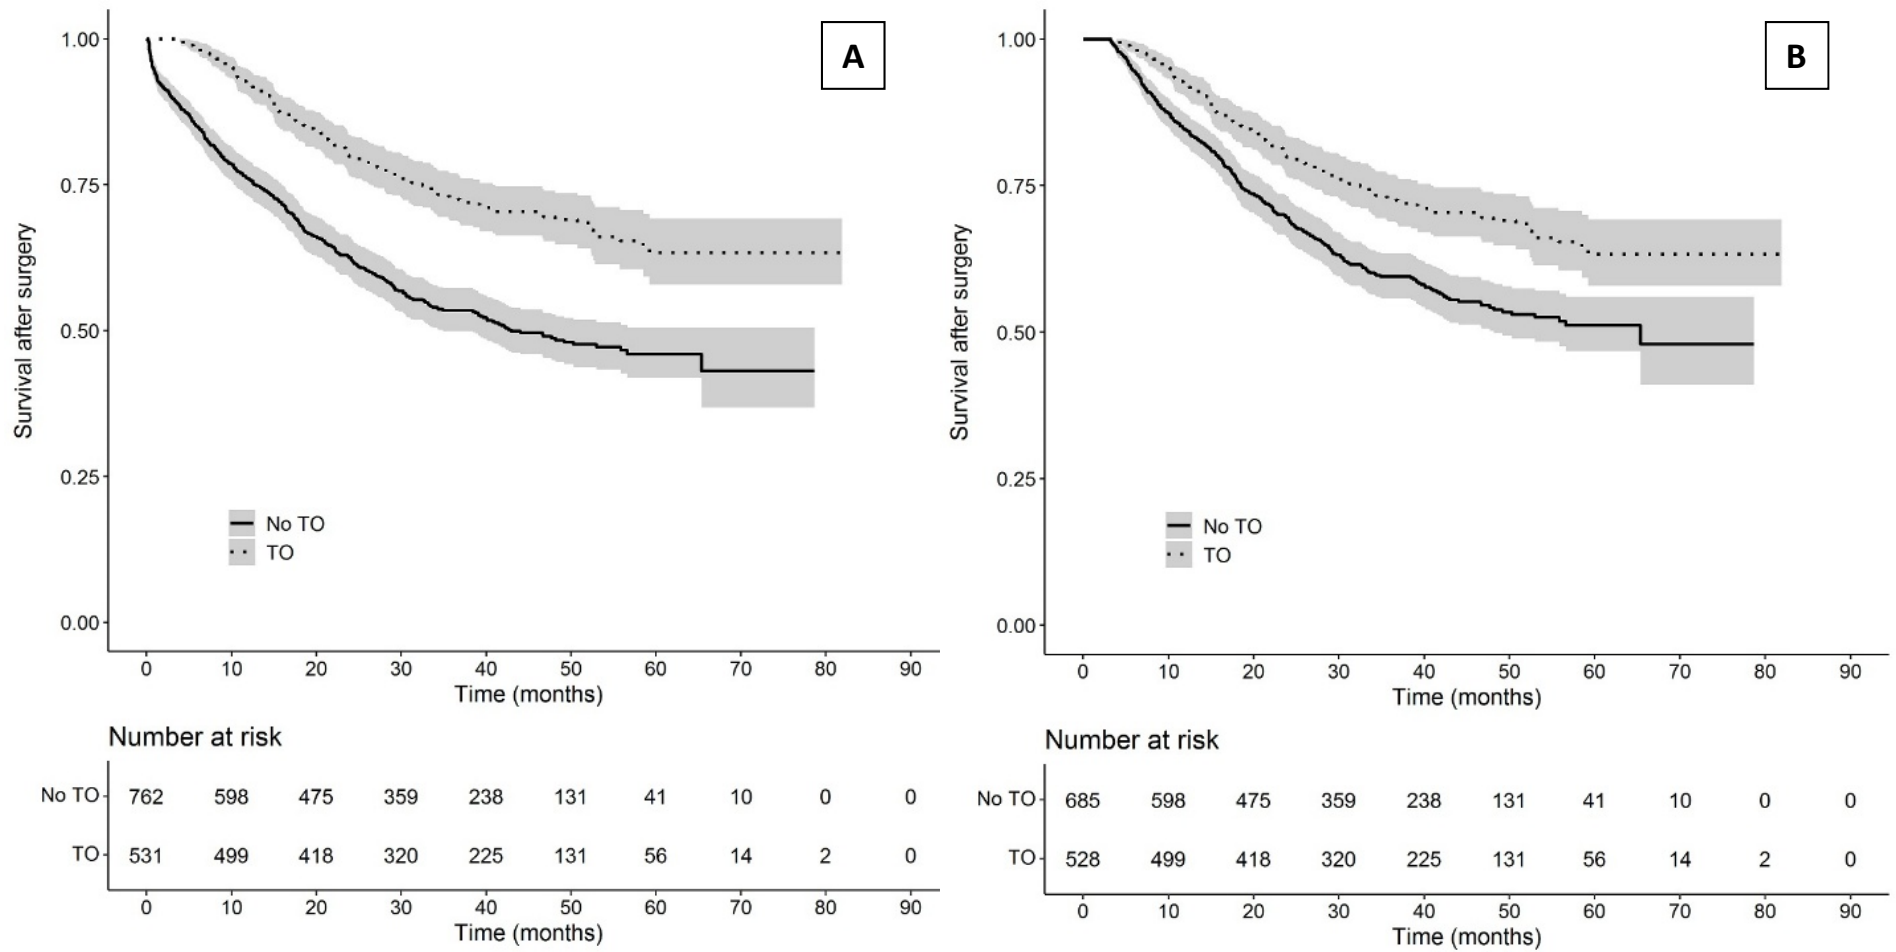 A
1.00
0.75
0.50
0.25
0.00
Survival after surgery
No TO
TO
0 10 20 30 40 50 60 70 80 90
Time (months)
Number at risk
No TO 762 598 475 359 238 131 41 10 0 0
TO 531 499 418 320 225 131 56 14 2 0
0 10 20 30 40 50 60 70 80 90
Time (months)
B
1.00
0.75
0.50
0.25
0.00
Survival after surgery
No TO
TO
0 10 20 30 40 50 60 70 80 90
Time (months)
Number at risk
No TO 685 598 475 359 238 131 41 10 0 0
TO 528 499 418 320 225 131 56 14 2 0
0 10 20 30 40 50 60 70 80 90
Time (months)